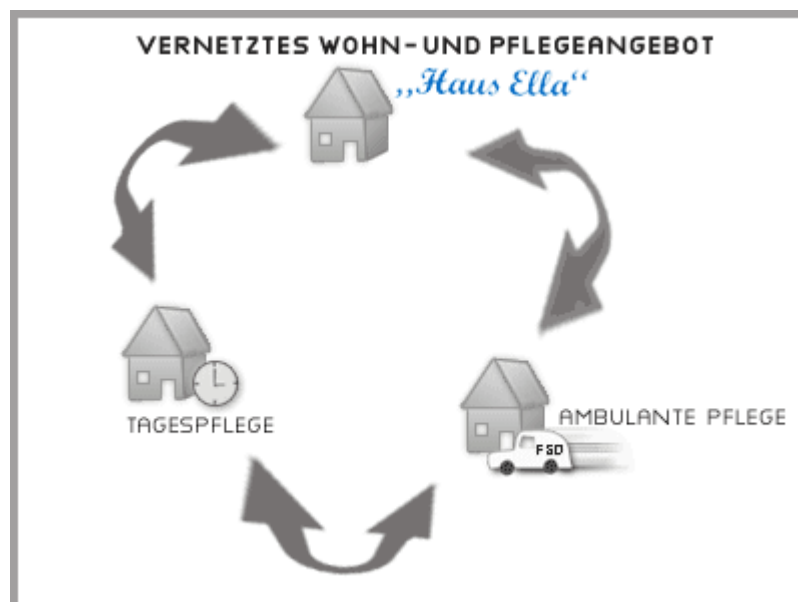 VERNETZTES WOHN-UND PFLEGEANGEBOT
„Haus Ella“
TAGESPFLEGE
AMBULANTE PFLEGE
FSD